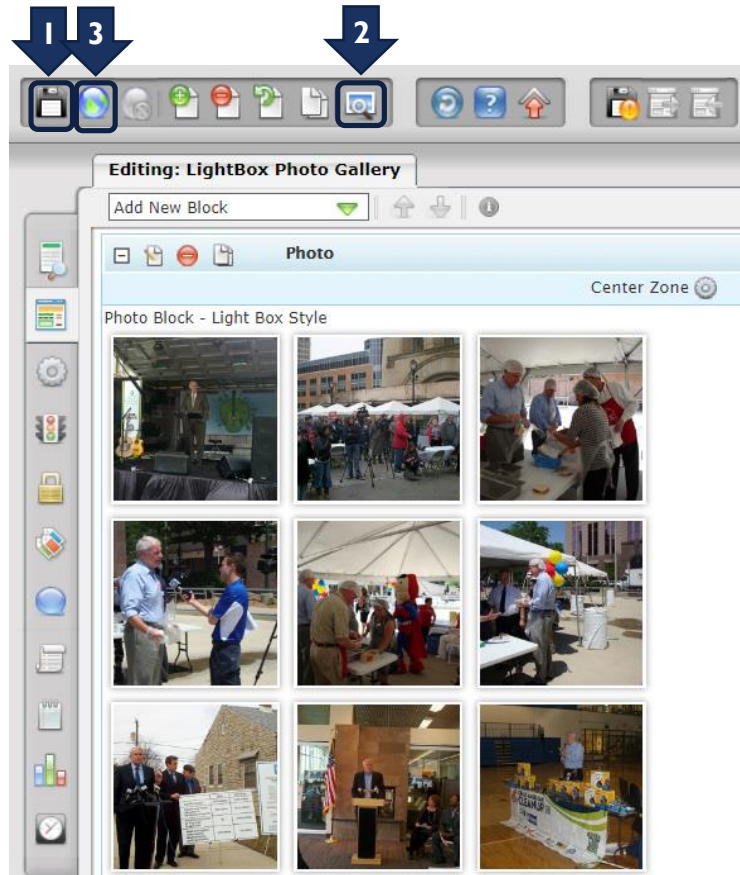 1 3 2
?
Editing: LightBox Photo Gallery
Add New Block
Photo
Center Zone
Photo Block - Light Box Style